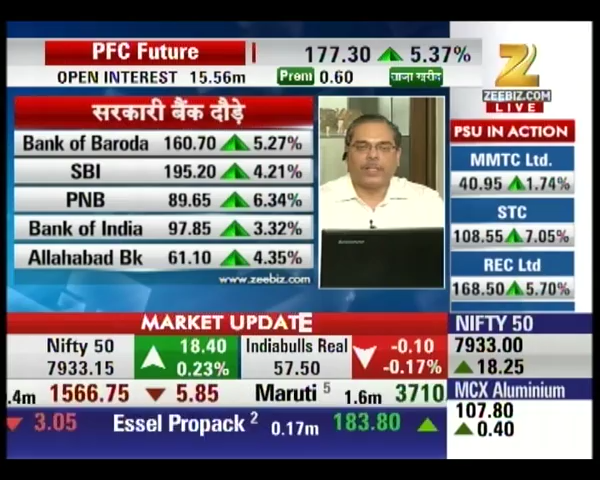 PFC Future
177.30 5.37%
OPEN INTEREST 15.56m Prem 0.60 ताजा खरीद
ZEEBIZ.COM
LIVE
सरकारी बैंक दौड़े
Bank of Baroda 160.70 5.27%
SBI 195.20 4.21%
PNB 89.65 6.34%
Bank of India 97.85 3.32%
Allahabad Bk 61.10 4.35%
www.zeebiz.com
PSU IN ACTION
MMTC Ltd.
40.95 1.74%
STC
108.55 7.05%
REC Ltd
168.50 5.70%
MARKET UPDATE
Nifty 50 18.40
7933.15 0.23%
Indiabulls Real -0.10
57.50 -0.17%
NIFTY 50
7933.00
18.25
MCX Aluminium
107.80
0.40
.4m 1566.75 5.85 Maruti 5 1.6m 3710
3.05 Essel Propack 2 0.17m 183.80